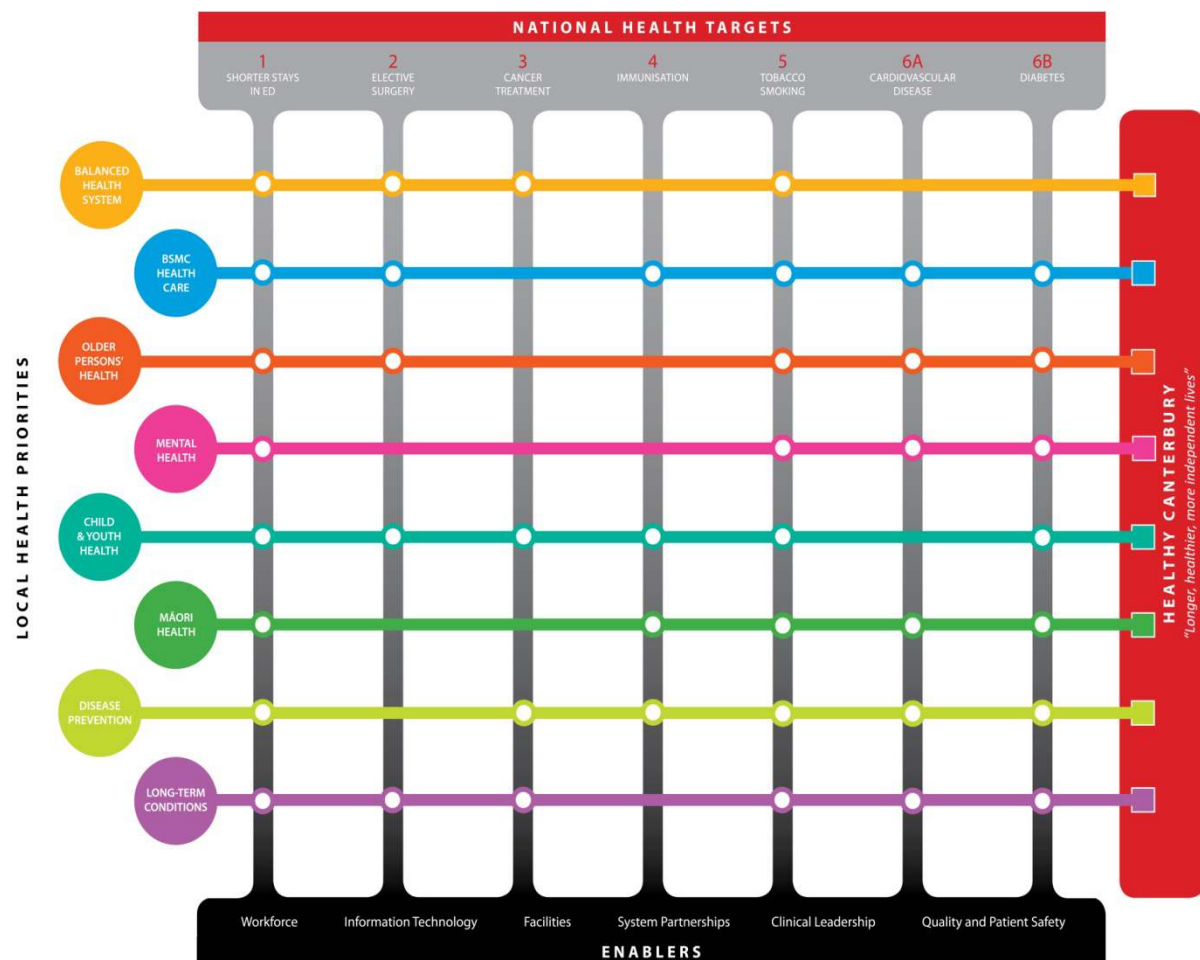 NATIONAL HEALTH TARGETS
1
SHORTER STAYS
IN ED
2
ELECTIVE
SURGERY
3
CANCER
TREATMENT
4
IMMUNISATION
5
TOBACCO
SMOKING
6A
CARDIOVASCULAR
DISEASE
6B
DIABETES
LOCAL HEALTH PRIORITIES
BALANCED
HEALTH
SYSTEM
BSMC
HEALTH
CARE
OLDER
PERSONS'
HEALTH
MENTAL
HEALTH
CHILD
& YOUTH
HEALTH
MÁORI
HEALTH
DISEASE
PREVENTION
LONG-TERM
CONDITIONS
HEALTHY CANTERBURY
"Longer, healthier, more independent lives"
Workforce
Information Technology
Facilities
System Partnerships
Clinical Leadership
Quality and Patient Safety
ENABLERS